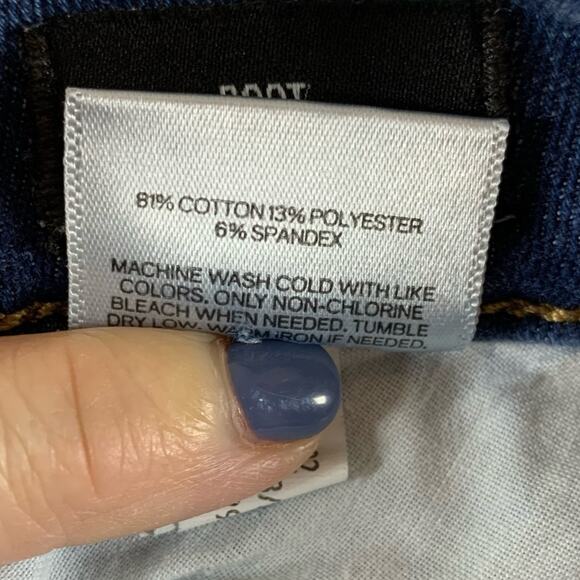 BOOT
81% COTTON 13% POLYESTER
6% SPANDEX
MACHINE WASH COLD WITH LIKE
COLORS. ONLY NON-CHLORINE
BLEACH WHEN NEEDED. TUMBLE
DRY LOW. WARM IRON IF NEEDED.